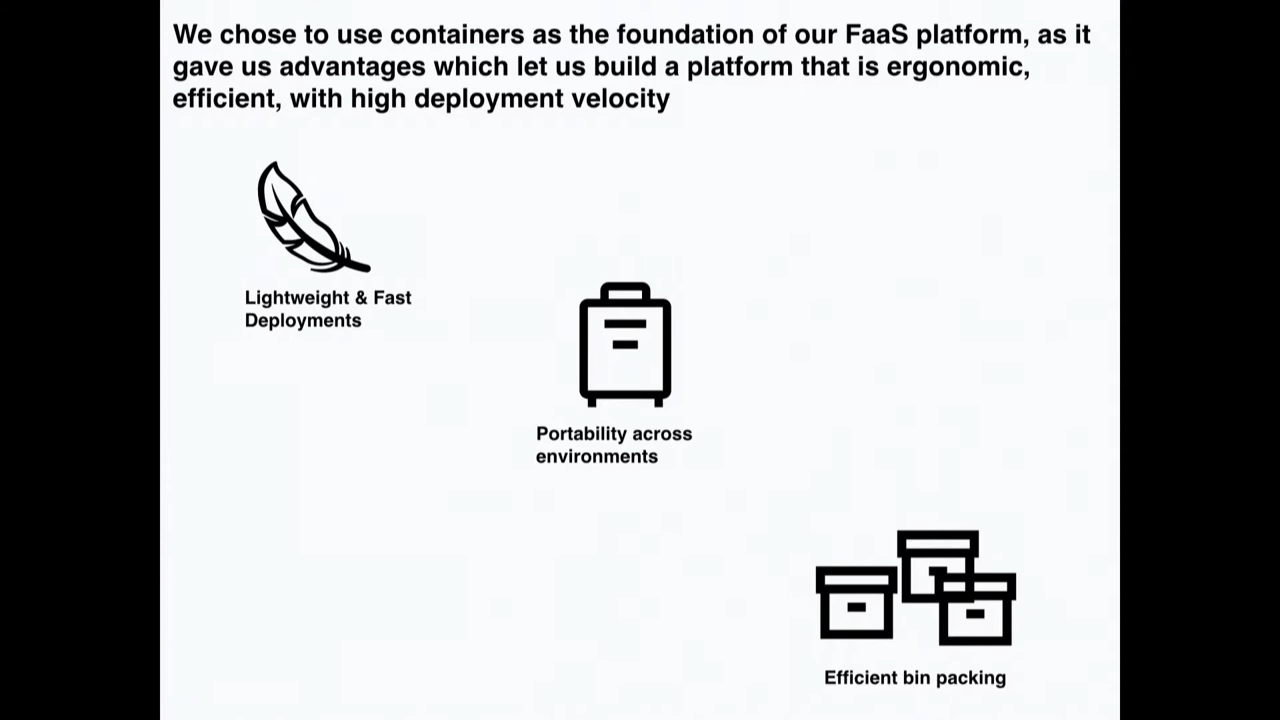 We chose to use containers as the foundation of our FaaS platform, as it
gave us advantages which let us build a platform that is ergonomic,
efficient, with high deployment velocity
Lightweight & Fast
Deployments
Portability across
environments
Efficient bin packing